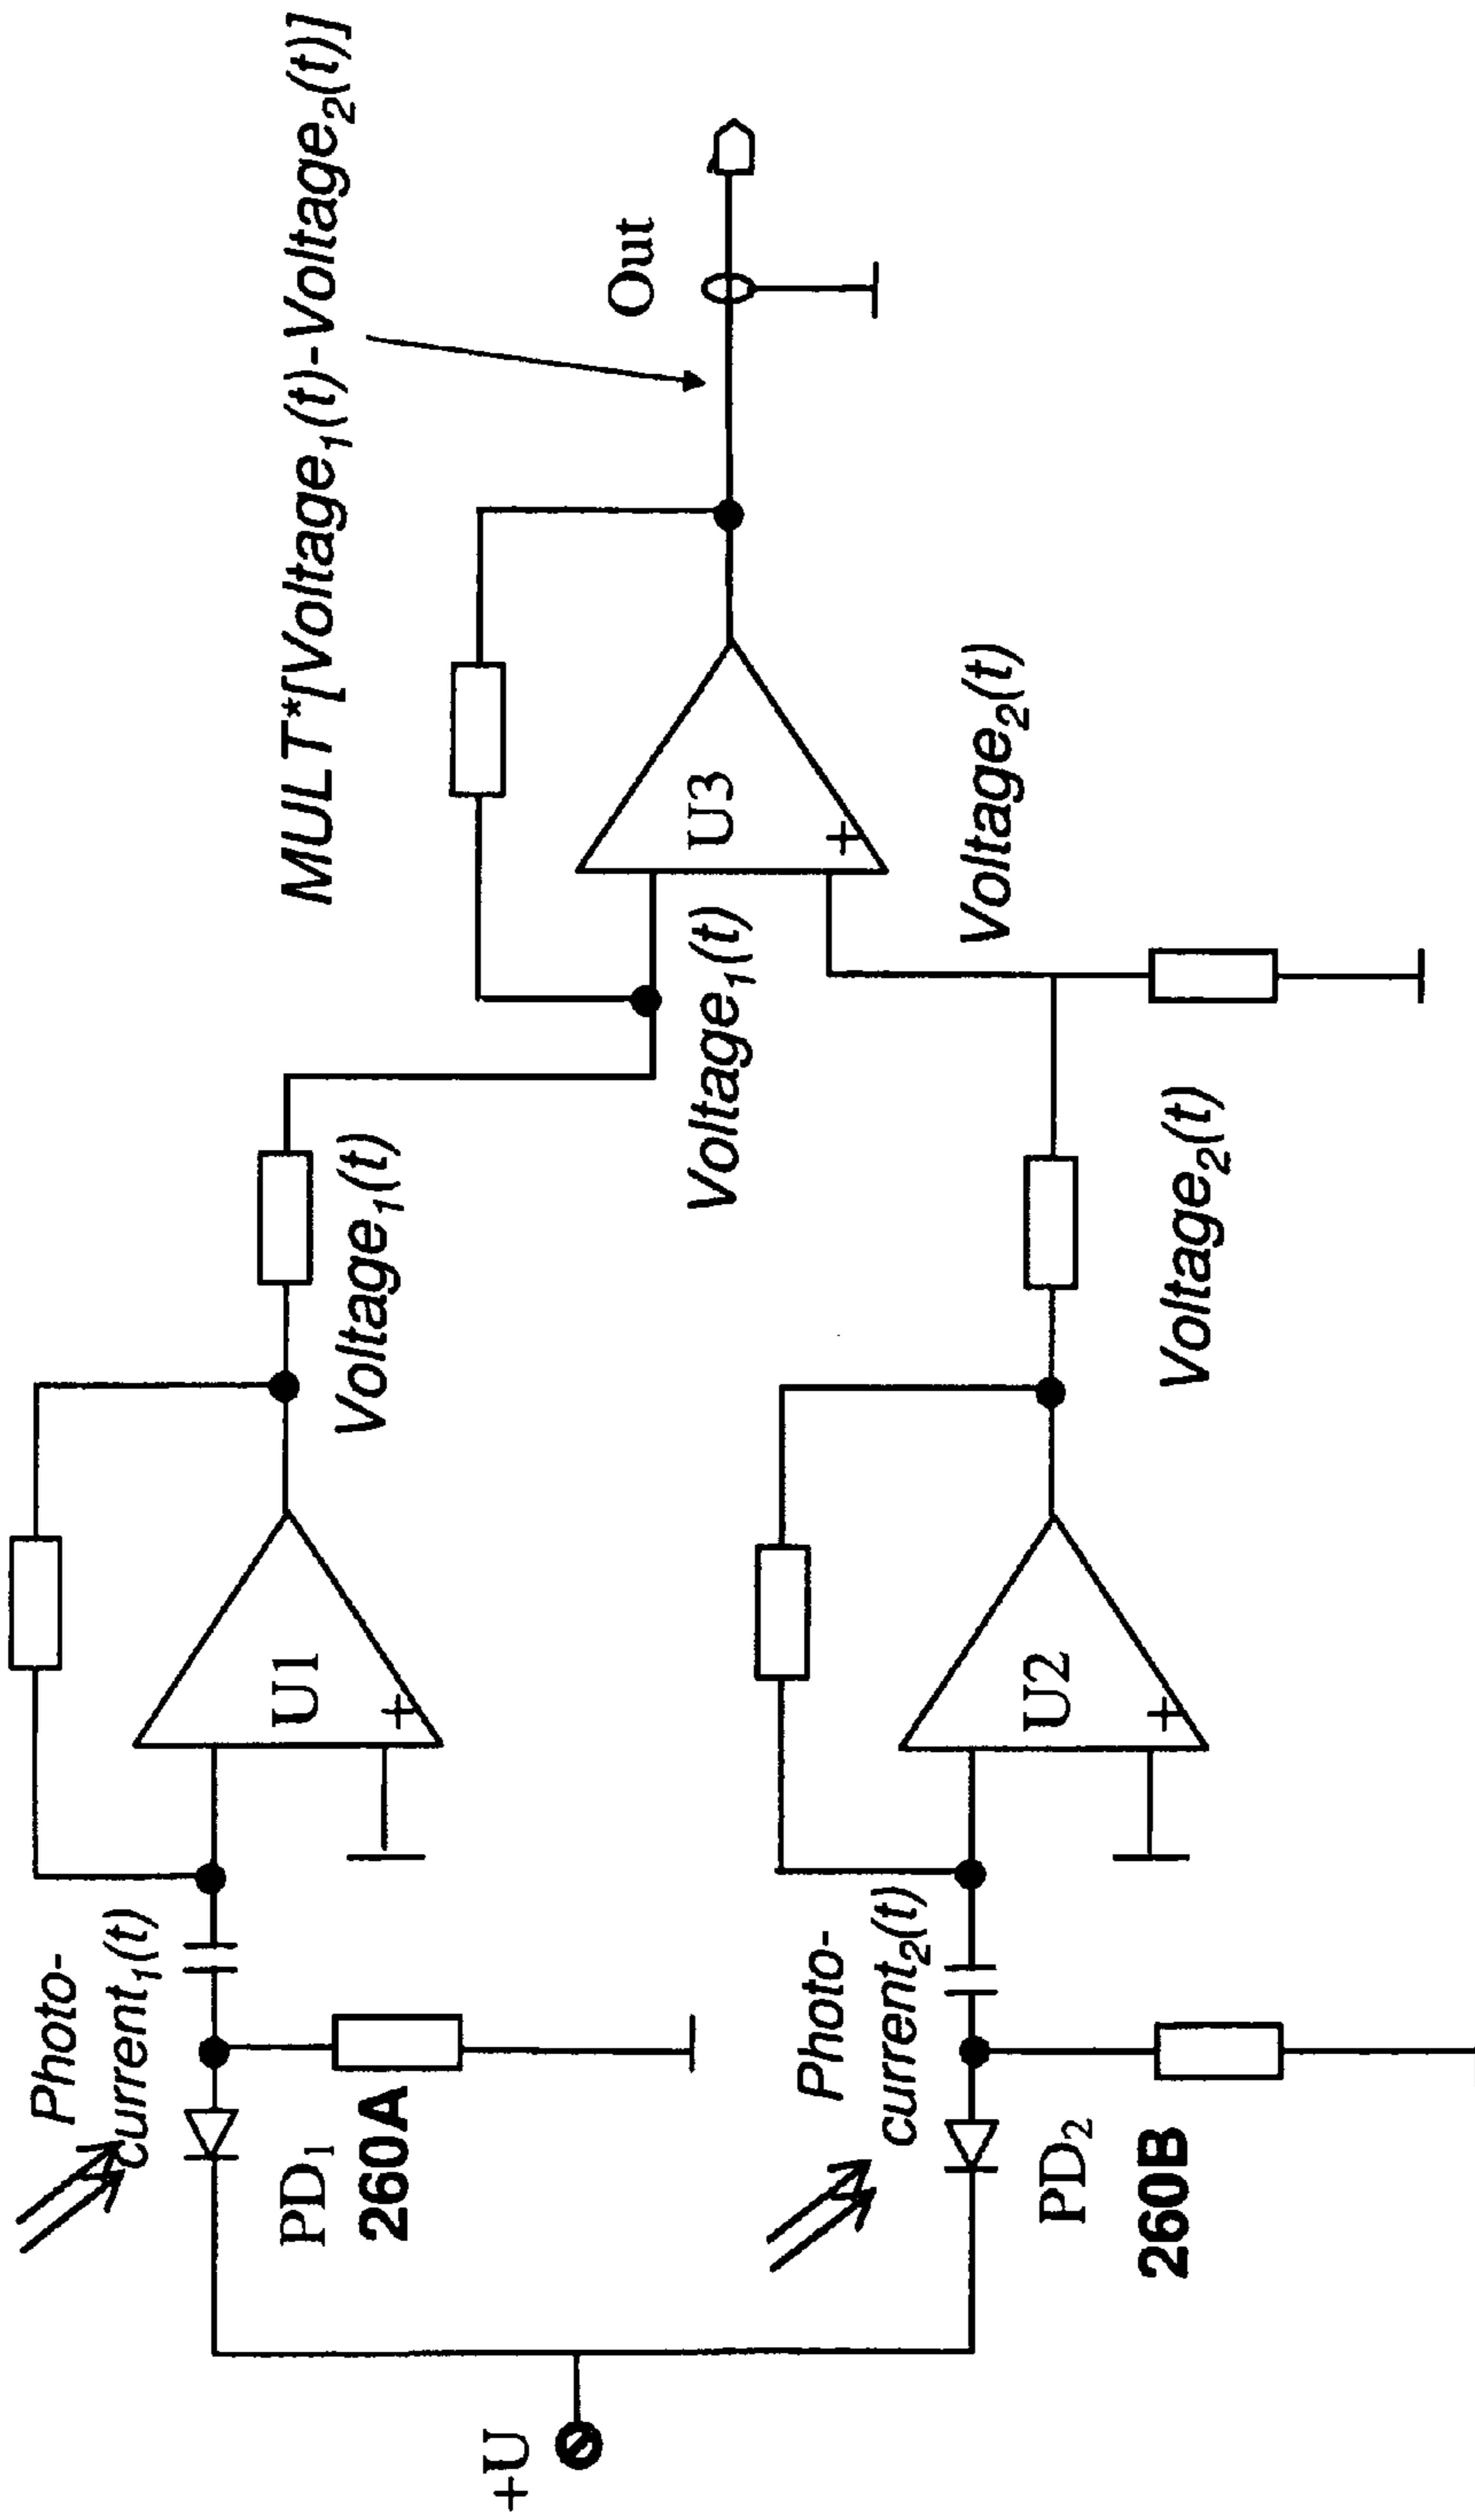 MULT*[Voltage₁(t)-Voltage₂(t)]
Out
Photo-
current₁(t)
U1
+
Voltage₁(t)
Voltage₁(t)
U3
+
Voltage₂(t)
PD₁
260A
+U
Photo-
current₂(t)
U2
+
Voltage₂(t)
PD₂
260B